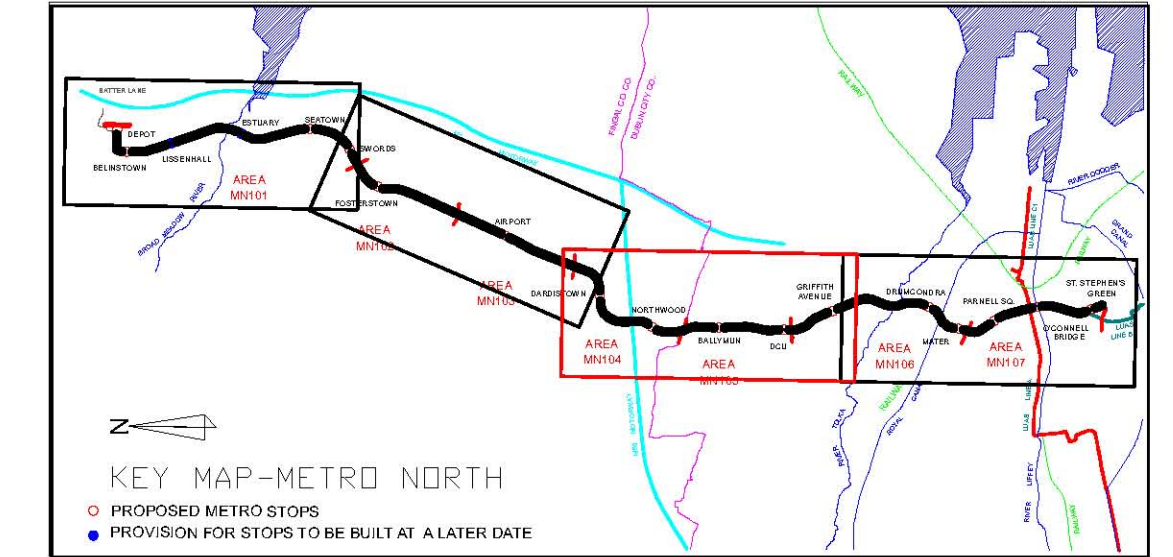 BATTER LANE
DEPOT
BELINSTOWN
LISSENHALL
ESTUARY
SEATOWN
SWORDS
AREA
MN101
BROAD MEADOW RIVER
FOSTERSTOWN
AREA
MN102
MOTORWAY
AIRPORT
AREA
MN103
DARDISTOWN
FINGAL CO CO.
DUBLIN CITY CO.
NORTHWOOD
AREA
MN104
M50 MOTORWAY
BALLYMUN
AREA
MN105
DCU
GRIFFITH
AVENUE
RAILWAY
DRUMCONDRA
AREA
MN106
MATER
PARNELL SQ.
AREA
MN107
O'CONNELL
BRIDGE
ST. STEPHEN'S
GREEN
LUAS
LINE B
LUAS LINE C1
RIVER DODDER
GRAND
CANAL
RAILWAY
RIVER TOLKA
RAILWAY
ROYAL CANAL
LUAS LINE A
RIVER LIFFEY
RAILWAY
N
KEY MAP-METRO NORTH
PROPOSED METRO STOPS
PROVISION FOR STOPS TO BE BUILT AT A LATER DATE